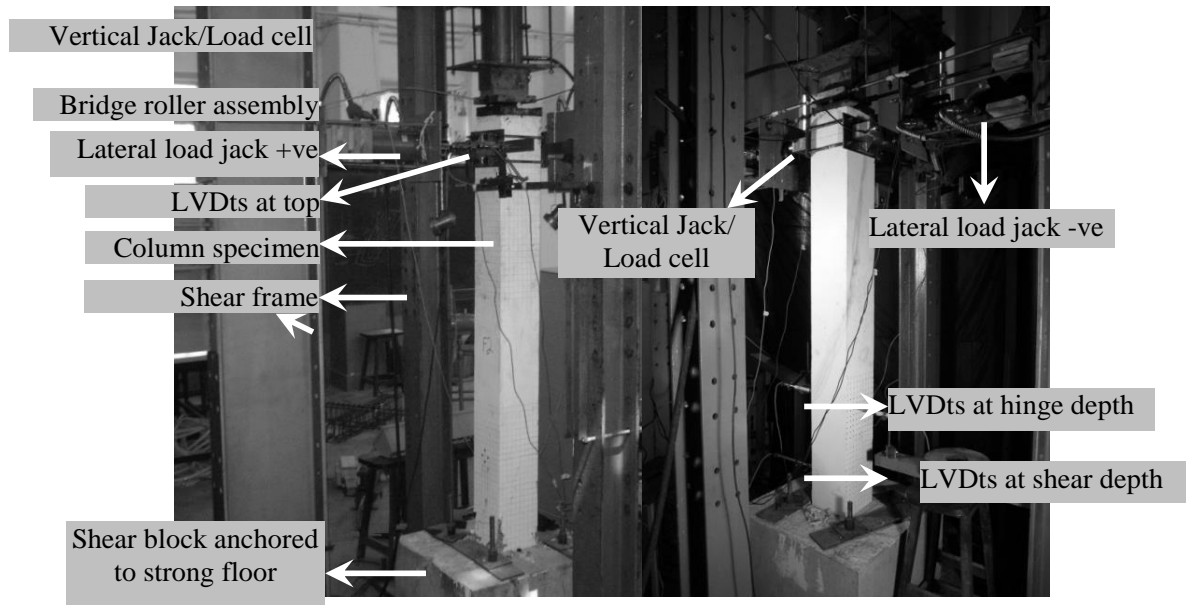 Vertical Jack/Load cell
Bridge roller assembly
Lateral load jack +ve
LVDts at top
Column specimen
Shear frame
Shear block anchored
to strong floor
Vertical Jack/
Load cell
Lateral load jack -ve
LVDts at hinge depth
LVDts at shear depth